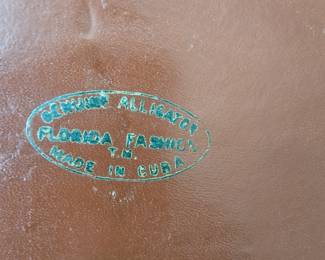 GENUINE ALLIGATOR
FLORIDA FASHION
T.M.
MADE IN CUBA